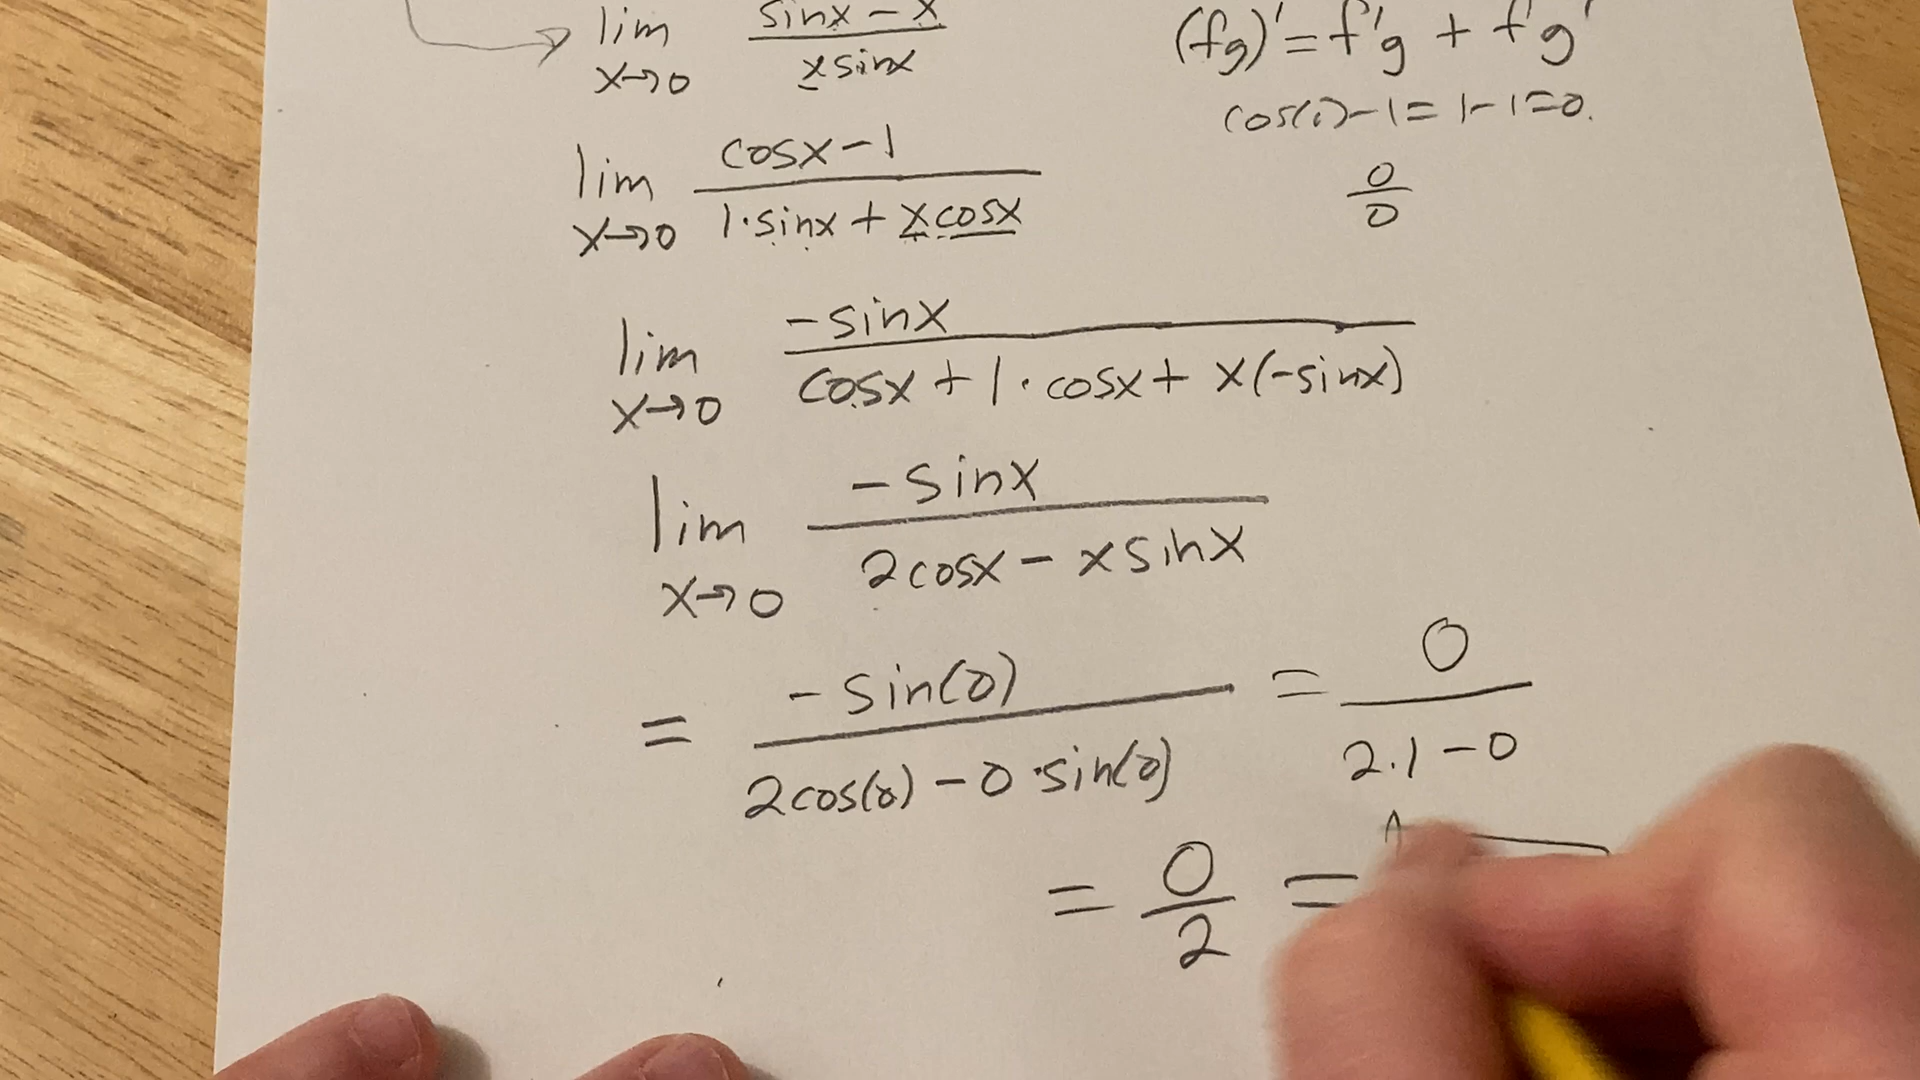 lim sinx - x
x→0 xsinx
(fg)' = f'g + f'g'
cos(0)-1 = 1-1=0.
lim cosx-1
x→0 1·sinx + xcosx
0
0
lim -sinx
x→0 cosx + 1·cosx + x(-sinx)
lim -sinx
x→0 2cosx - xsinx
= -sin(0) = 0
2cos(0) - 0·sin(0) 2·1-0
= 0 =
2